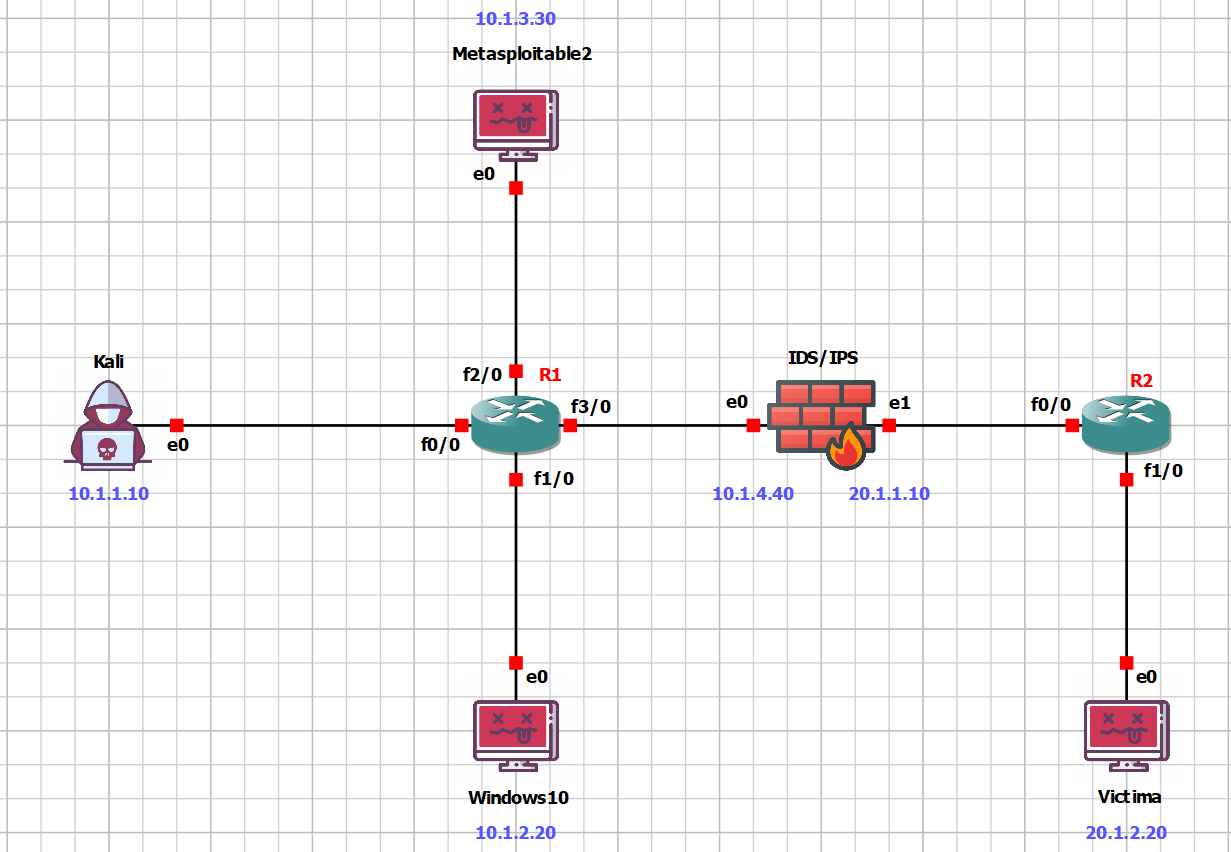 10.1.3.30
Metasploitable2
e0
Kali
IDS/IPS
f2/0
R1
R2
e0
f3/0
e0
e1
f0/0
f0/0
f1/0
f1/0
10.1.1.10
10.1.4.40
20.1.1.10
e0
e0
Windows10
Victima
10.1.2.20
20.1.2.20